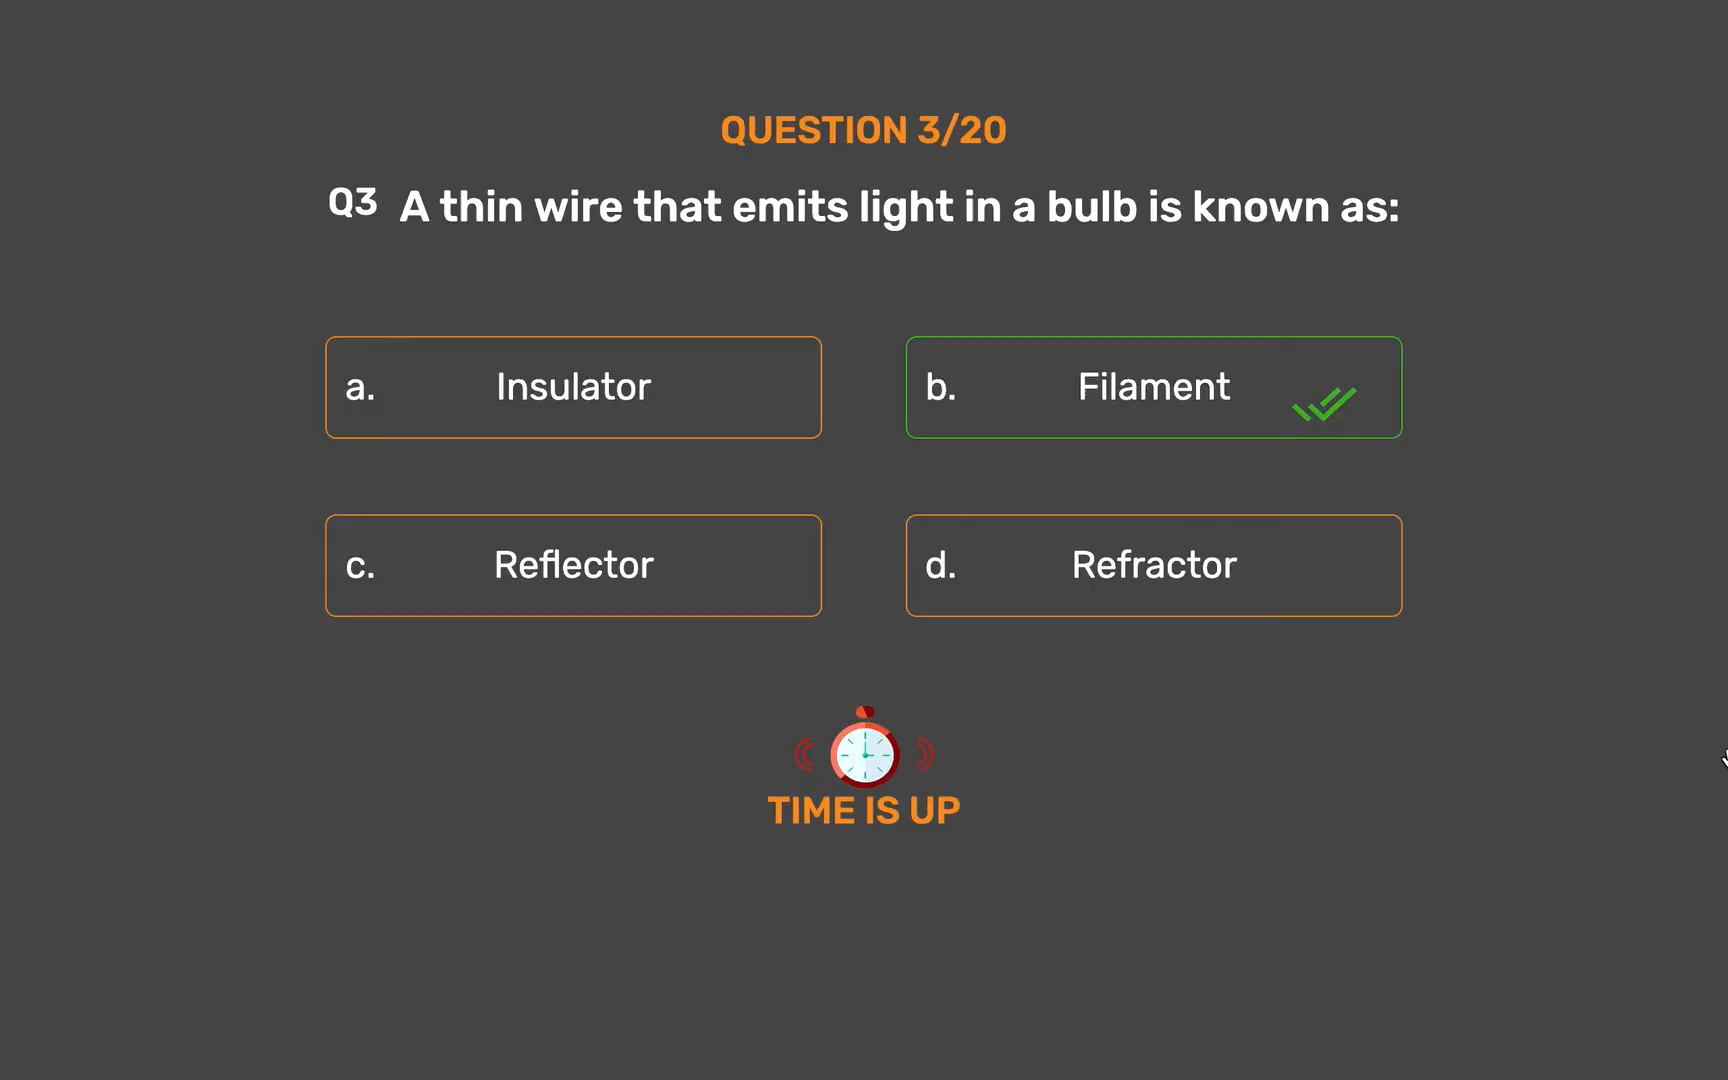 QUESTION 3/20
Q3 A thin wire that emits light in a bulb is known as:
a. Insulator
b. Filament
c. Reflector
d. Refractor
TIME IS UP